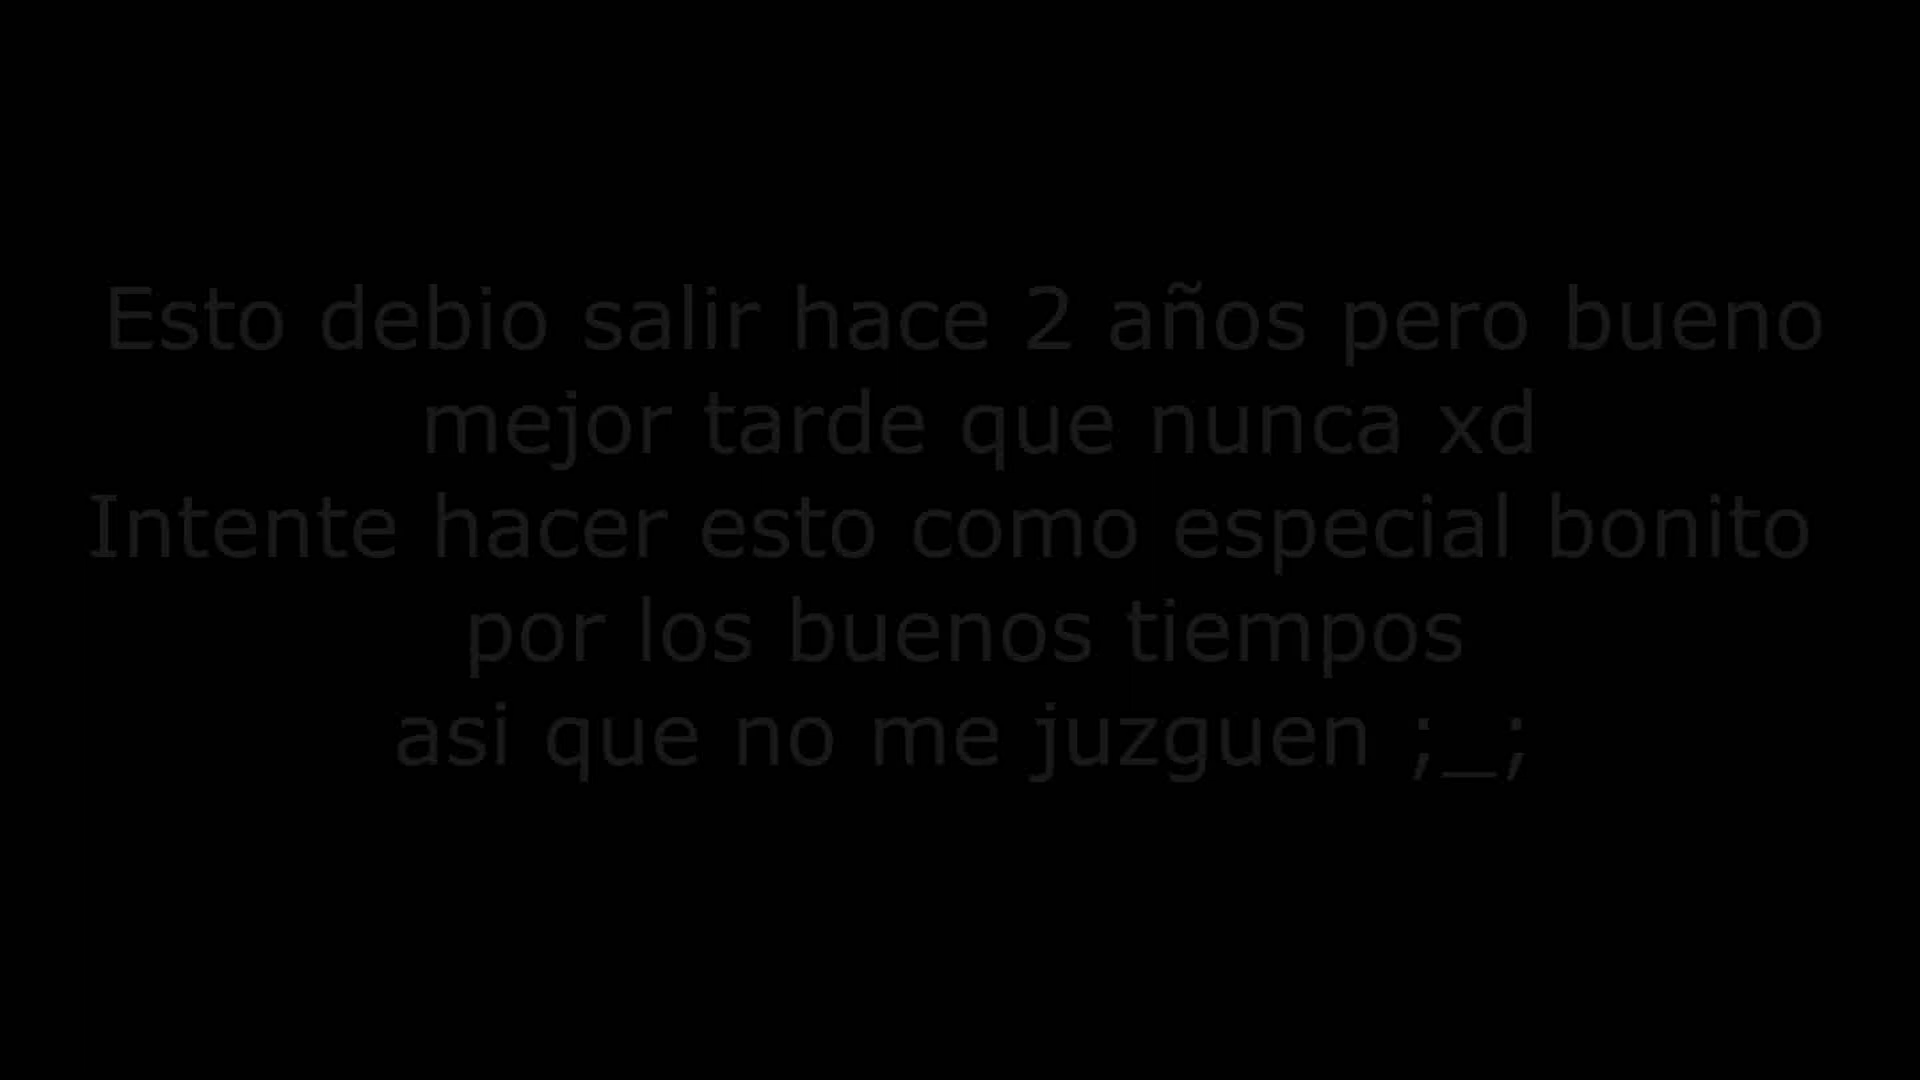 Esto debio salir hace 2 años pero bueno
mejor tarde que nunca xd
Intente hacer esto como especial bonito
por los buenos tiempos
asi que no me juzguen ;_;